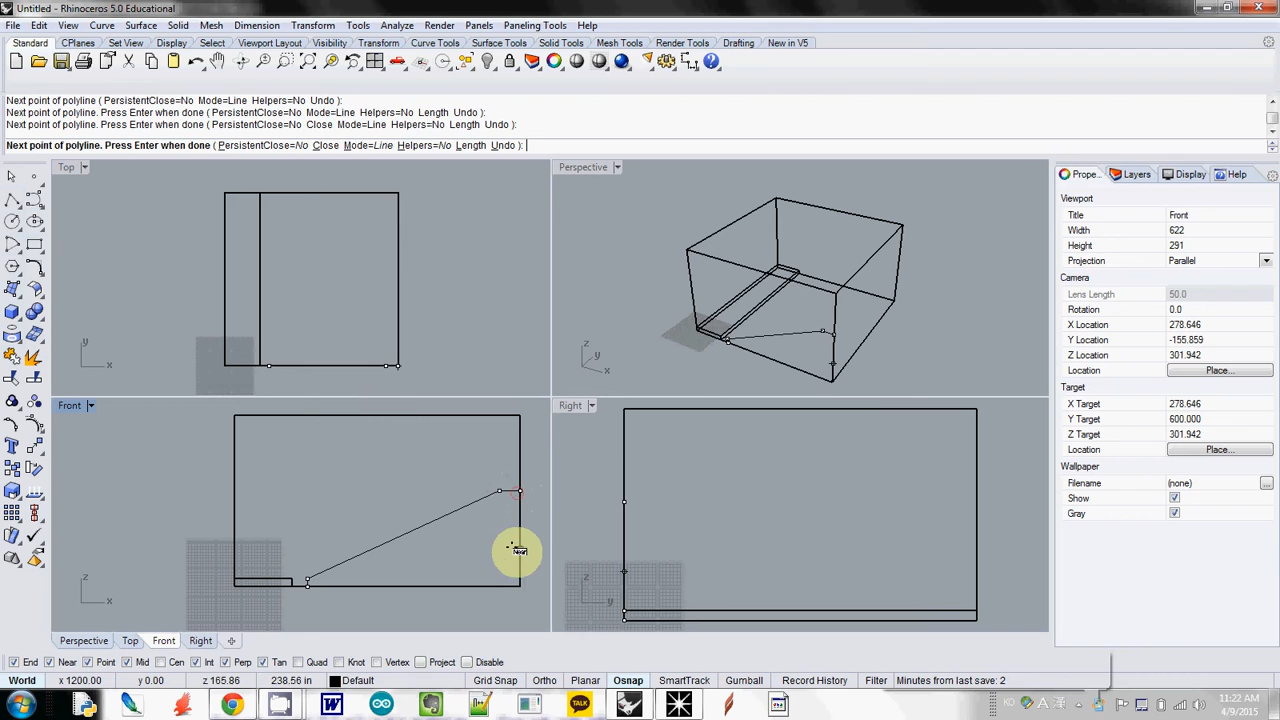 Untitled - Rhinoceros 5.0 Educational
File Edit View Curve Surface Solid Mesh Dimension Transform Tools Analyze Render Panels Paneling Tools Help
Standard CPlanes Set View Display Select Viewport Layout Visibility Transform Curve Tools Surface Tools Solid Tools Mesh Tools Render Tools Drafting New in V5
Next point of polyline ( PersistentClose=No Mode=Line Helpers=No Undo ):
Next point of polyline. Press Enter when done ( PersistentClose=No Mode=Line Helpers=No Length Undo ):
Next point of polyline. Press Enter when done ( PersistentClose=No Close Mode=Line Helpers=No Length Undo ):
Next point of polyline. Press Enter when done ( PersistentClose=No Close Mode=Line Helpers=No Length Undo ):
Top
y
x
Perspective
z
y
x
Front
z
x
Near
Right
z
y
Prope... Layers Display Help
Viewport
Title Front
Width 622
Height 291
Projection Parallel
Camera
Lens Length 50.0
Rotation 0.0
X Location 278.646
Y Location -155.859
Z Location 301.942
Location Place...
Target
X Target 278.646
Y Target 600.000
Z Target 301.942
Location Place...
Wallpaper
Filename (none) ...
Show
Gray
Perspective Top Front Right
End Near Point Mid Cen Int Perp Tan Quad Knot Vertex Project Disable
World x 1200.00 y 0.00 z 165.86 238.56 in Default Grid Snap Ortho Planar Osnap SmartTrack Gumball Record History Filter Minutes from last save: 2
TALK
KO
11:22 AM
4/9/2015